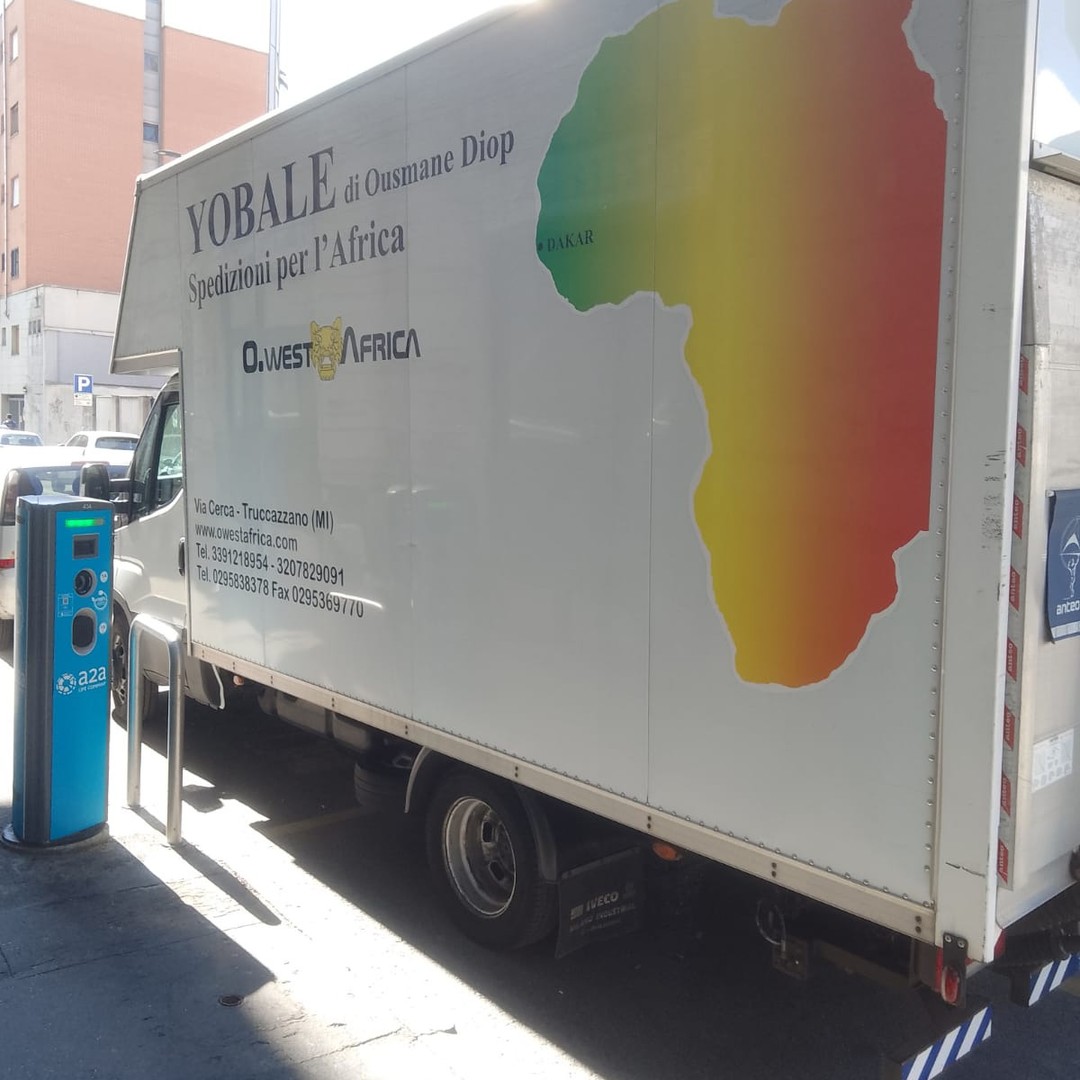 YOBALE di Ousmane Diop
Spedizioni per l'Africa
O.WEST AFRICA
DAKAR
Via Cerca - Truccazzano (MI)
www.owestafrica.com
Tel. 3391218954 - 3207829091
Tel. 0295838378 Fax 0295369770
P
a2a
IVECO
anteo